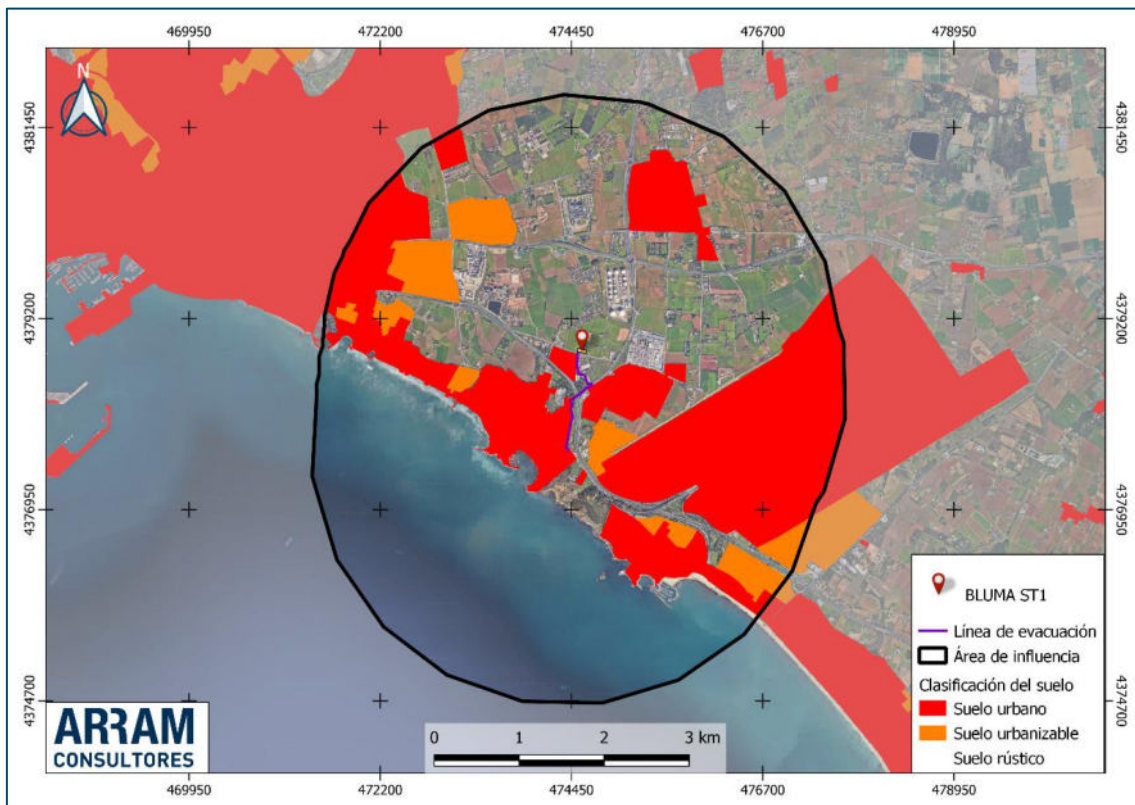 469950 472200 474450 476700 478950
N
4381450 4381450
4379200 4379200
4376950 4376950
4374700 4374700
BLUMA ST1
Línea de evacuación
Área de influencia
Clasificación del suelo
Suelo urbano
Suelo urbanizable
Suelo rústico
ARRAM
CONSULTORES
0 1 2 3 km
469950 472200 474450 476700 478950